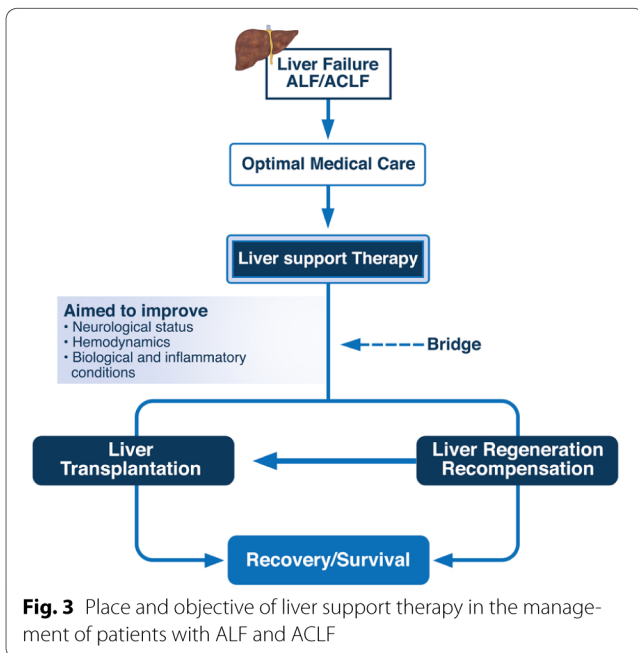 Liver Failure
ALF/ACLF
Optimal Medical Care
Liver support Therapy
Aimed to improve
• Neurological status
• Hemodynamics
• Biological and inflammatory
conditions
Bridge
Liver
Transplantation
Liver Regeneration
Recompensation
Recovery/Survival
Fig. 3 Place and objective of liver support therapy in the manage-
ment of patients with ALF and ACLF